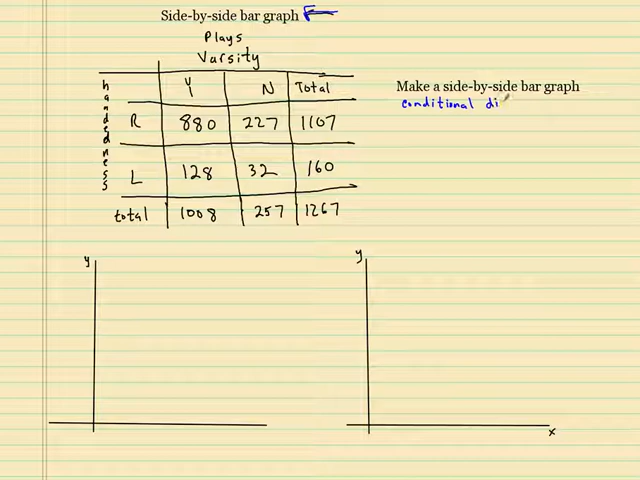 Side-by-side bar graph
Plays
Varsity
handedness
Y N Total
R 880 227 1107
L 128 32 160
total 1008 257 1267
Make a side-by-side bar graph
conditional di
y
y
x